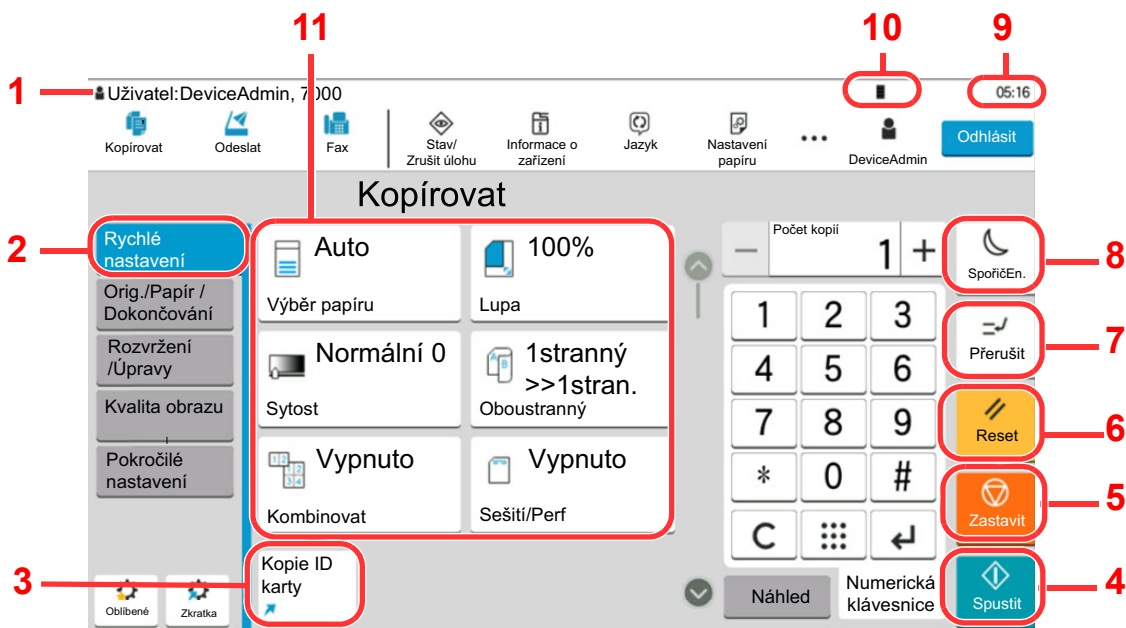 11
10
9
1
Uživatel:DeviceAdmin, 7000
05:16
Kopírovat
Odeslat
Fax
Stav/
Zrušit úlohu
Informace o
zařízení
Jazyk
Nastavení
papíru
DeviceAdmin
Odhlásit
Kopírovat
2
Rychlé
nastavení
Orig./Papír /
Dokončování
Rozvržení
/Úpravy
Kvalita obrazu
Pokročilé
nastavení
Oblíbené
Zkratka
Auto
Výběr papíru
100%
Lupa
Normální 0
Sytost
1stranný
>>1stran.
Oboustranný
Vypnuto
Kombinovat
Vypnuto
Sešití/Perf
3
Kopie ID
karty
Počet kopií
− 1 +
1 2 3
4 5 6
7 8 9
* 0 #
C
Náhled
Numerická
klávesnice
SpořičEn.
8
Přerušit
7
Reset
6
Zastavit
5
Spustit
4